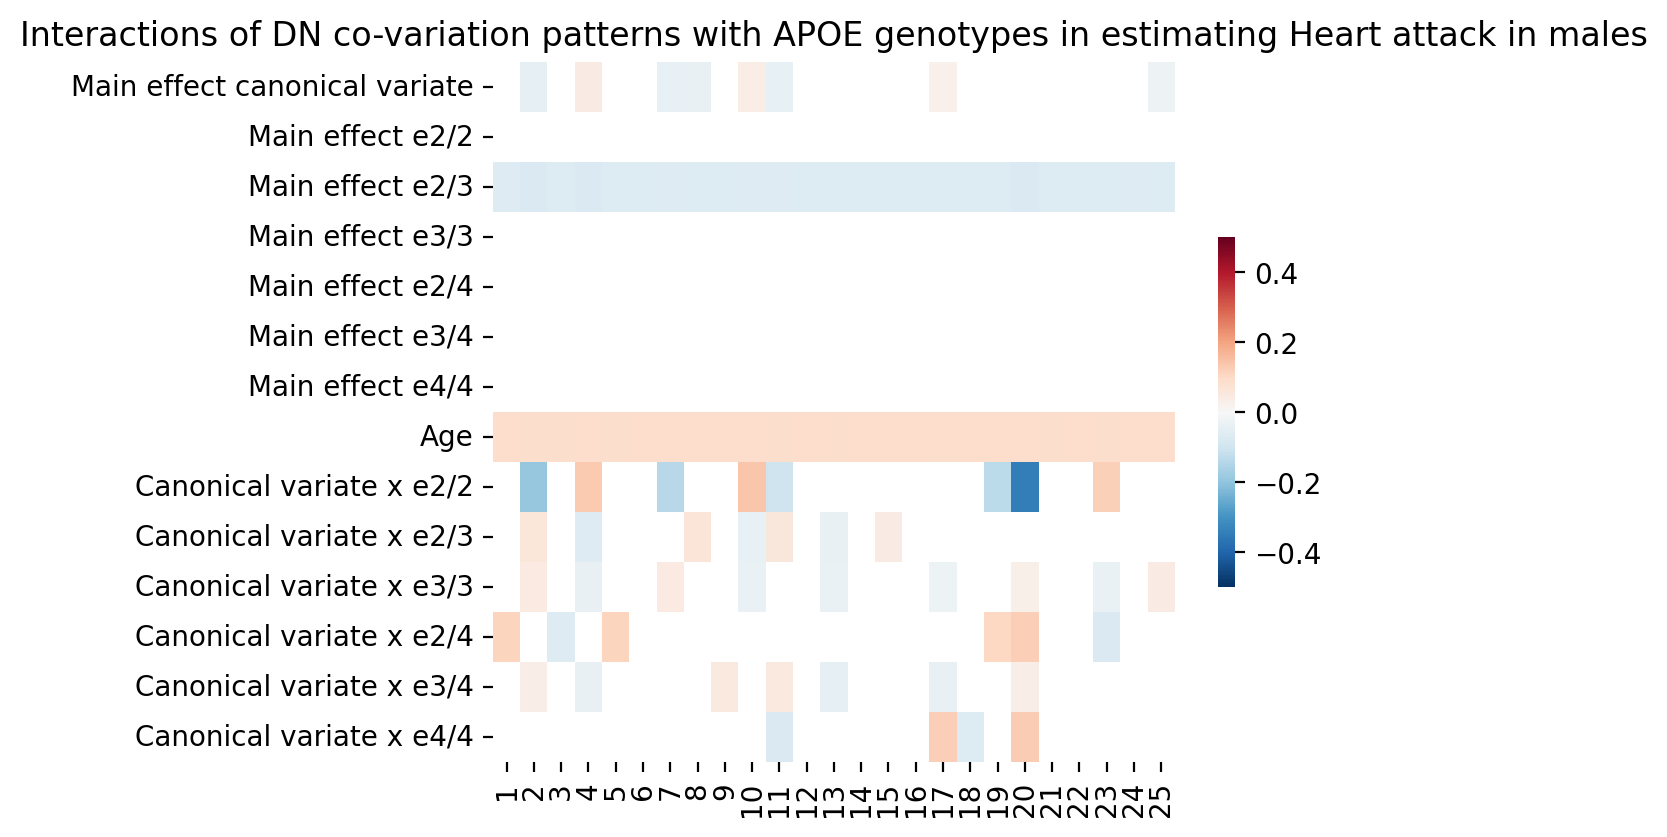 Interactions of DN co-variation patterns with APOE genotypes in estimating Heart attack in males
Main effect canonical variate
Main effect e2/2
Main effect e2/3
Main effect e3/3
Main effect e2/4
Main effect e3/4
Main effect e4/4
Age
Canonical variate x e2/2
Canonical variate x e2/3
Canonical variate x e3/3
Canonical variate x e2/4
Canonical variate x e3/4
Canonical variate x e4/4
1 2 3 4 5 6 7 8 9 10 11 12 13 14 15 16 17 18 19 20 21 22 23 24 25
0.4
0.2
0.0
−0.2
−0.4